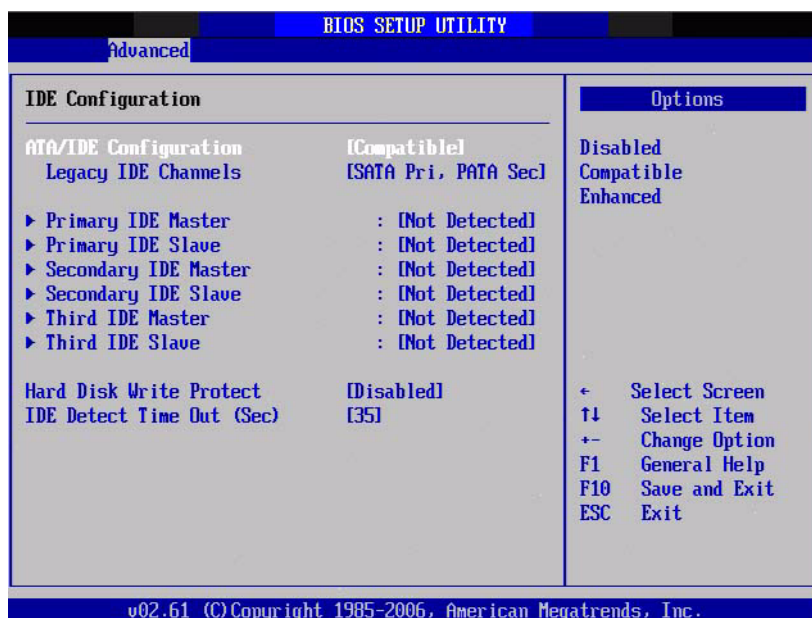 BIOS SETUP UTILITY
Advanced
IDE Configuration
ATA/IDE Configuration [Compatible]
Legacy IDE Channels [SATA Pri, PATA Sec]
▶ Primary IDE Master : [Not Detected]
▶ Primary IDE Slave : [Not Detected]
▶ Secondary IDE Master : [Not Detected]
▶ Secondary IDE Slave : [Not Detected]
▶ Third IDE Master : [Not Detected]
▶ Third IDE Slave : [Not Detected]
Hard Disk Write Protect [Disabled]
IDE Detect Time Out (Sec) [35]
Options
Disabled
Compatible
Enhanced
← Select Screen
↑↓ Select Item
+- Change Option
F1 General Help
F10 Save and Exit
ESC Exit
v02.61 (C)Copyright 1985-2006, American Megatrends, Inc.